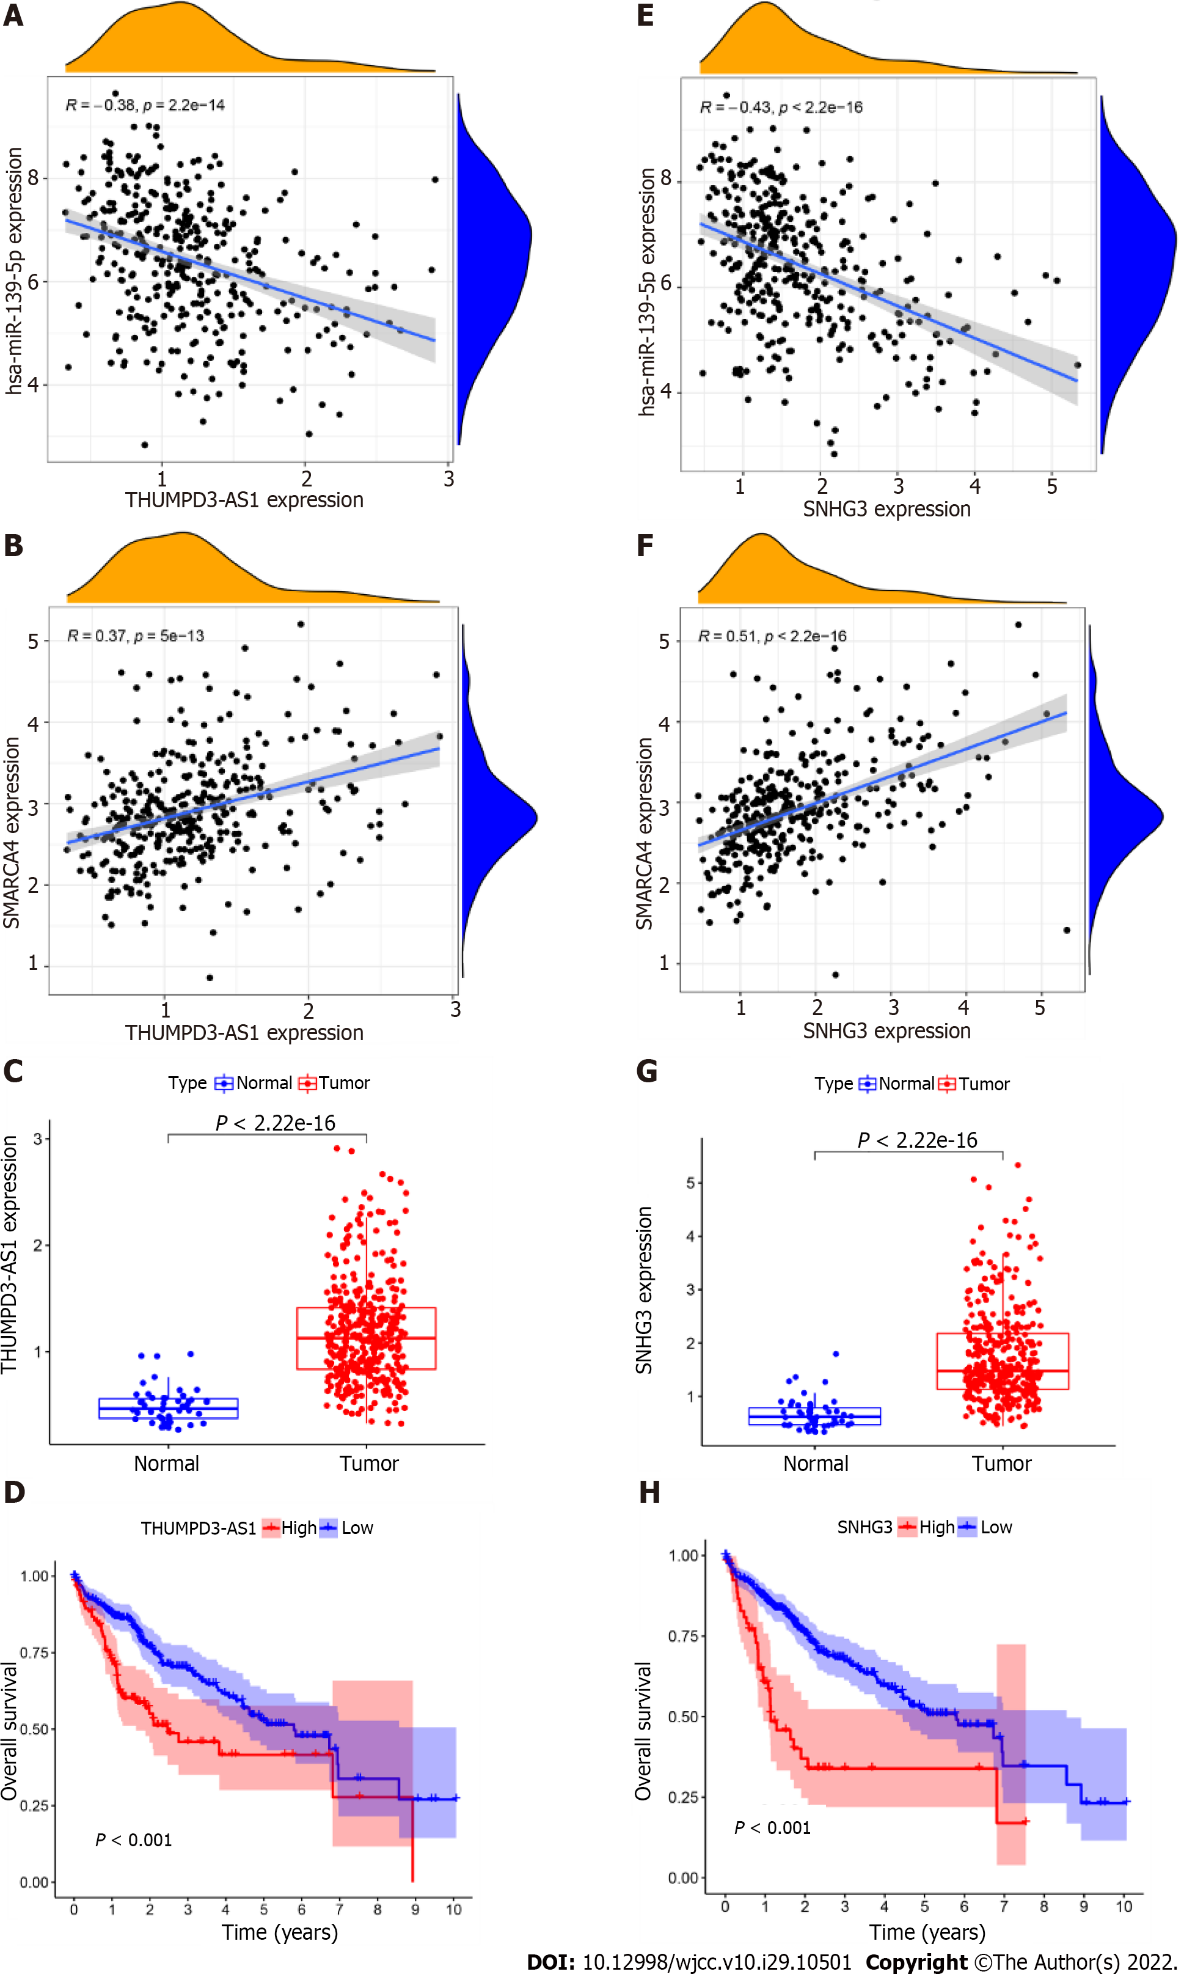 A
R = −0.38, p = 2.2e−14
hsa-miR-139-5p expression
8
6
4
1 2 3
THUMPD3-AS1 expression
B
R = 0.37, p = 5e−13
SMARCA4 expression
5
4
3
2
1
1 2 3
THUMPD3-AS1 expression
C
Type Normal Tumor
P < 2.22e-16
THUMPD3-AS1 expression
3
2
1
Normal Tumor
D
THUMPD3-AS1 High Low
Overall survival
1.00
0.75
0.50
0.25
0.00
P < 0.001
0 1 2 3 4 5 6 7 8 9 10
Time (years)
E
R = −0.43, p < 2.2e−16
hsa-miR-139-5p expression
8
6
4
1 2 3 4 5
SNHG3 expression
F
R = 0.51, p < 2.2e−16
SMARCA4 expression
5
4
3
2
1
1 2 3 4 5
SNHG3 expression
G
Type Normal Tumor
P < 2.22e-16
SNHG3 expression
5
4
3
2
1
Normal Tumor
H
SNHG3 High Low
Overall survival
1.00
0.75
0.50
0.25
0.00
P < 0.001
0 1 2 3 4 5 6 7 8 9 10
Time (years)
DOI: 10.12998/wjcc.v10.i29.10501 Copyright ©The Author(s) 2022.